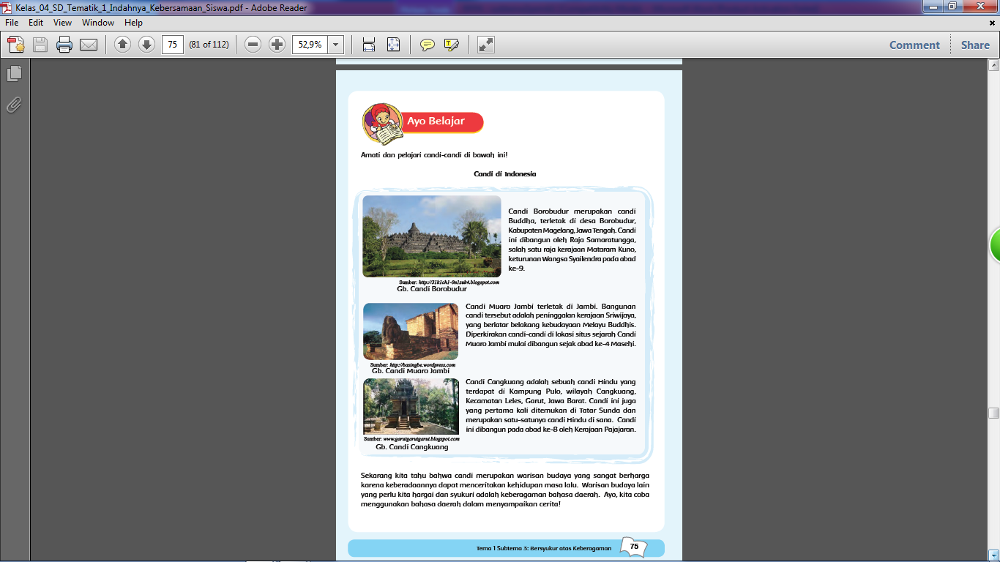 Kelas_04_SD_Tematik_1_Indahnya_Kebersamaan_Siswa.pdf - Adobe Reader
File Edit View Window Help
75 (81 of 112) 52,9% Comment Share
Ayo Belajar
Amati dan pelajari candi-candi di bawah ini!
Candi di Indonesia
Candi Borobudur merupakan candi
Buddha, terletak di desa Borobudur,
Kabupaten Magelang, Jawa Tengah. Candi
ini dibangun oleh Raja Samaratungga,
salah satu raja kerajaan Mataram Kuno,
keturunan Wangsa Syailendra pada abad
ke-9.
Sumber: http://31k1ch1-0n1zuk4.blogspot.com
Gb. Candi Borobudur
Candi Muaro Jambi terletak di Jambi. Bangunan
candi tersebut adalah peninggalan kerajaan Sriwijaya,
yang berlatar belakang kebudayaan Melayu Buddhis.
Diperkirakan candi-candi di lokasi situs sejarah Candi
Muaro Jambi mulai dibangun sejak abad ke-4 Masehi.
Sumber: http://basingbe.wordpress.com
Gb. Candi Muaro Jambi
Candi Cangkuang adalah sebuah candi Hindu yang
terdapat di Kampung Pulo, wilayah Cangkuang,
Kecamatan Leles, Garut, Jawa Barat. Candi ini juga
yang pertama kali ditemukan di Tatar Sunda dan
merupakan satu-satunya candi Hindu di sana. Candi
ini dibangun pada abad ke-8 oleh Kerajaan Pajajaran.
Sumber: www.garutgarutgarut.blogspot.com
Gb. Candi Cangkuang
Sekarang kita tahu bahwa candi merupakan warisan budaya yang sangat berharga
karena keberadaannya dapat menceritakan kehidupan masa lalu. Warisan budaya lain
yang perlu kita hargai dan syukuri adalah keberagaman bahasa daerah. Ayo, kita coba
menggunakan bahasa daerah dalam menyampaikan cerita!
Tema 1 Subtema 3: Bersyukur atas Keberagaman 75